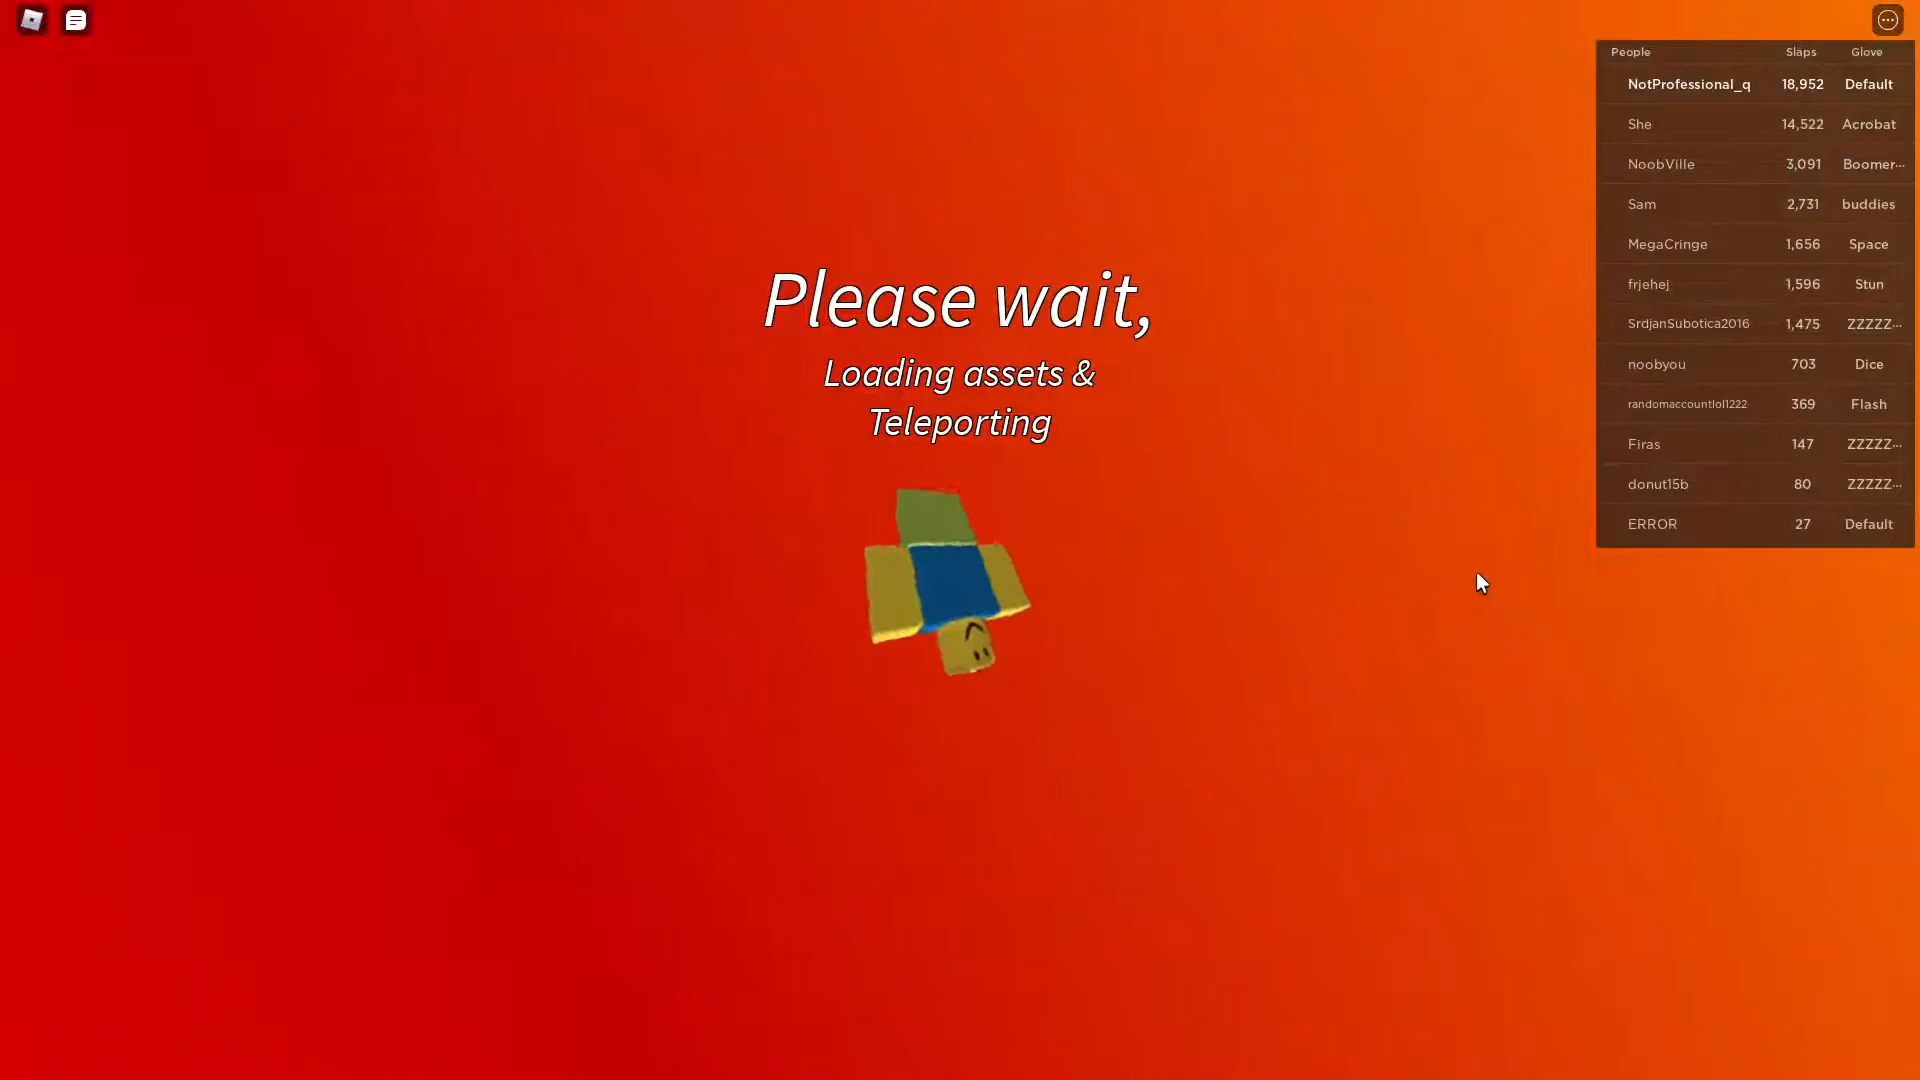 People Slaps Glove
NotProfessional_q 18,952 Default
She 14,522 Acrobat
NoobVille 3,091 Boomer...
Sam 2,731 buddies
MegaCringe 1,656 Space
frjehej 1,596 Stun
SrdjanSubotica2016 1,475 ZZZZZ...
noobyou 703 Dice
randomaccountlol1222 369 Flash
Firas 147 ZZZZZ...
donut15b 80 ZZZZZ...
ERROR 27 Default
Please wait,
Loading assets &
Teleporting